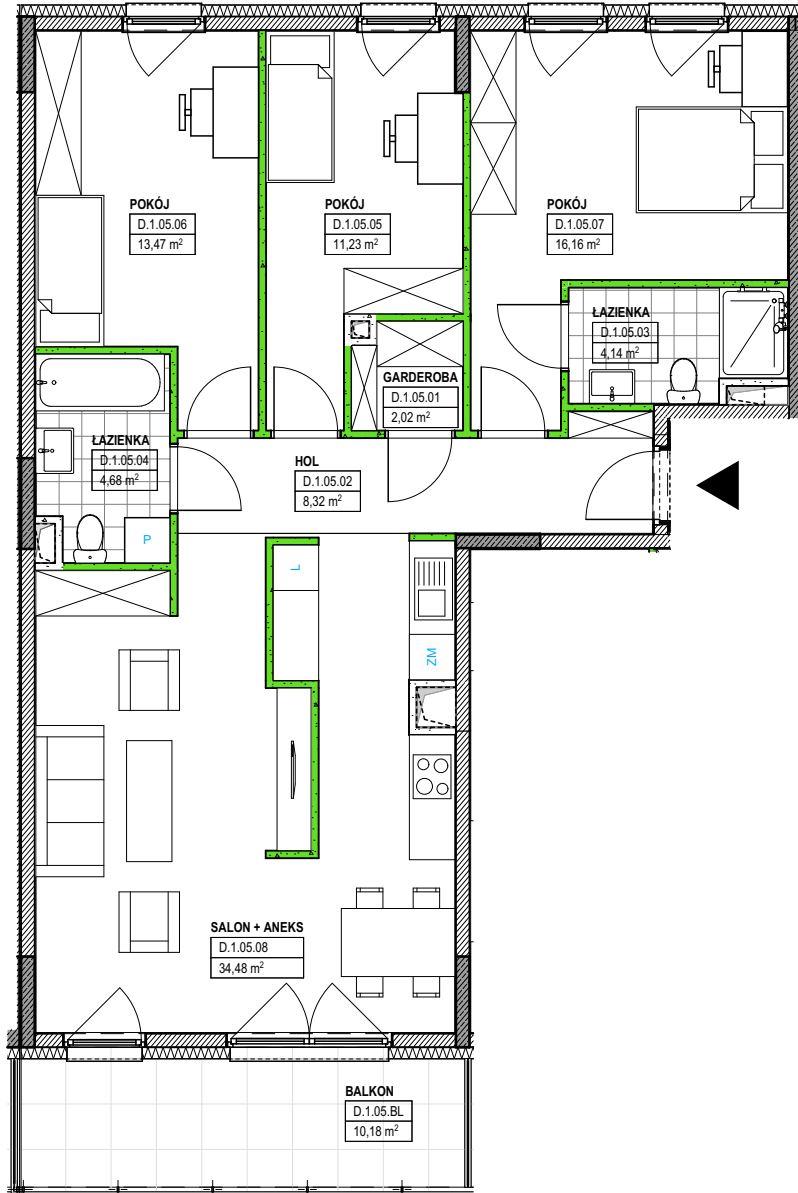 POKÓJ
D.1.05.06
13,47 m²
POKÓJ
D.1.05.05
11,23 m²
POKÓJ
D.1.05.07
16,16 m²
ŁAZIENKA
D.1.05.03
4,14 m²
GARDEROBA
D.1.05.01
2,02 m²
ŁAZIENKA
D.1.05.04
4,68 m²
HOL
D.1.05.02
8,32 m²
P
L
ZM
SALON + ANEKS
D.1.05.08
34,48 m²
BALKON
D.1.05.BL
10,18 m²